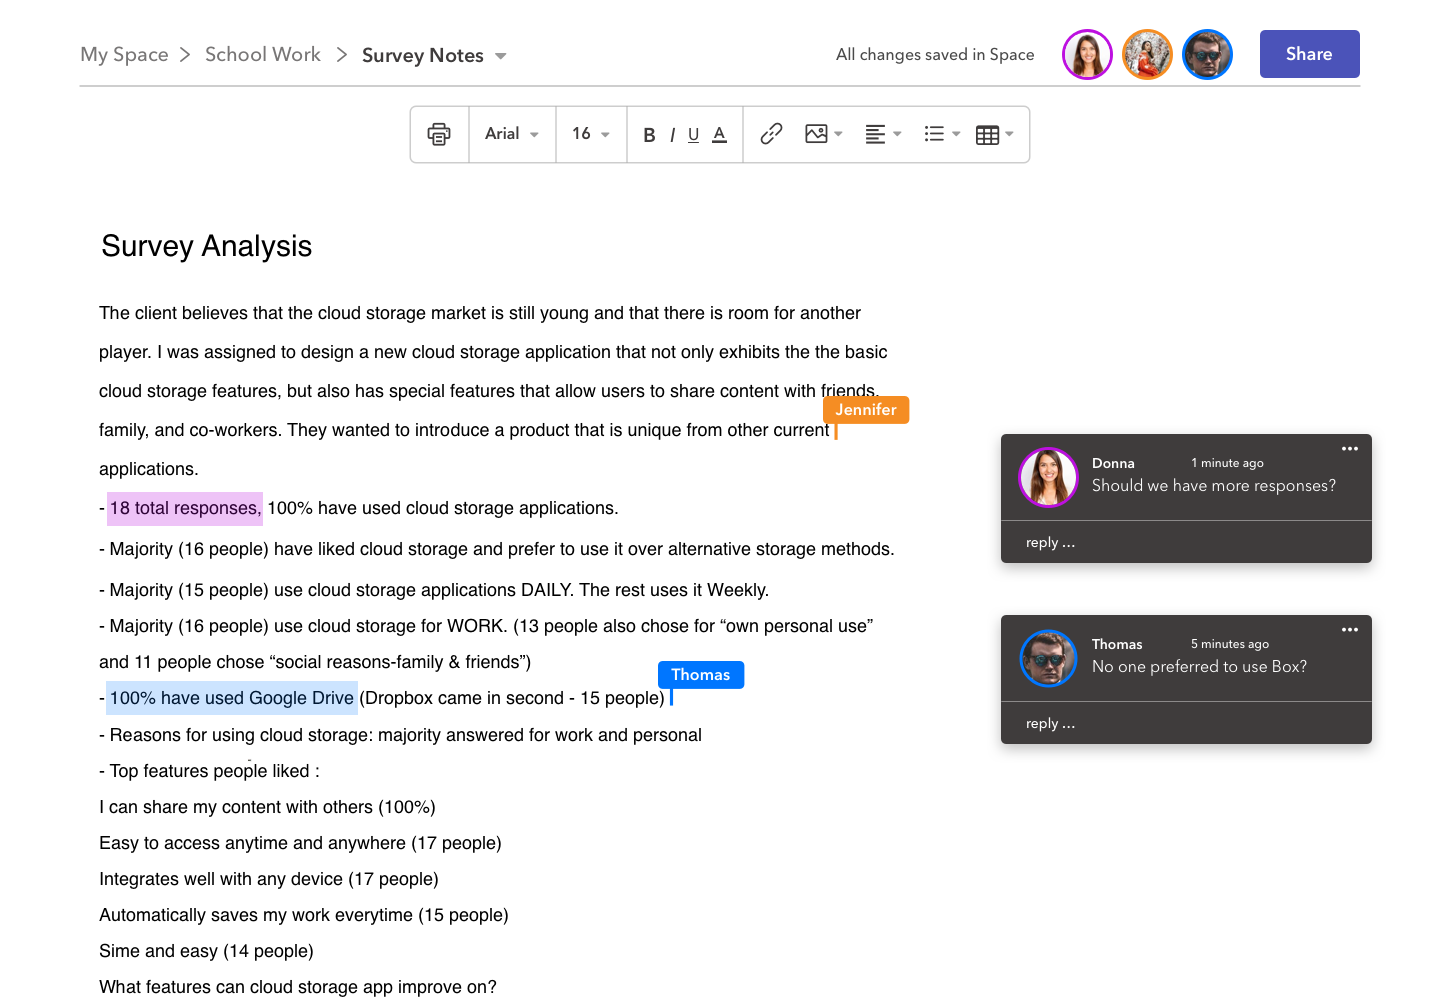 My Space > School Work > Survey Notes
All changes saved in Space
Share
Arial 16 B I U A
Survey Analysis
The client believes that the cloud storage market is still young and that there is room for another
player. I was assigned to design a new cloud storage application that not only exhibits the the basic
cloud storage features, but also has special features that allow users to share content with friends,
Jennifer
family, and co-workers. They wanted to introduce a product that is unique from other current
applications.
- 18 total responses, 100% have used cloud storage applications.
- Majority (16 people) have liked cloud storage and prefer to use it over alternative storage methods.
- Majority (15 people) use cloud storage applications DAILY. The rest uses it Weekly.
- Majority (16 people) use cloud storage for WORK. (13 people also chose for “own personal use”
and 11 people chose “social reasons-family & friends”)
Thomas
- 100% have used Google Drive (Dropbox came in second - 15 people)
- Reasons for using cloud storage: majority answered for work and personal
- Top features people liked :
I can share my content with others (100%)
Easy to access anytime and anywhere (17 people)
Integrates well with any device (17 people)
Automatically saves my work everytime (15 people)
Sime and easy (14 people)
What features can cloud storage app improve on?
Donna 1 minute ago
Should we have more responses?
reply ...
Thomas 5 minutes ago
No one preferred to use Box?
reply ...